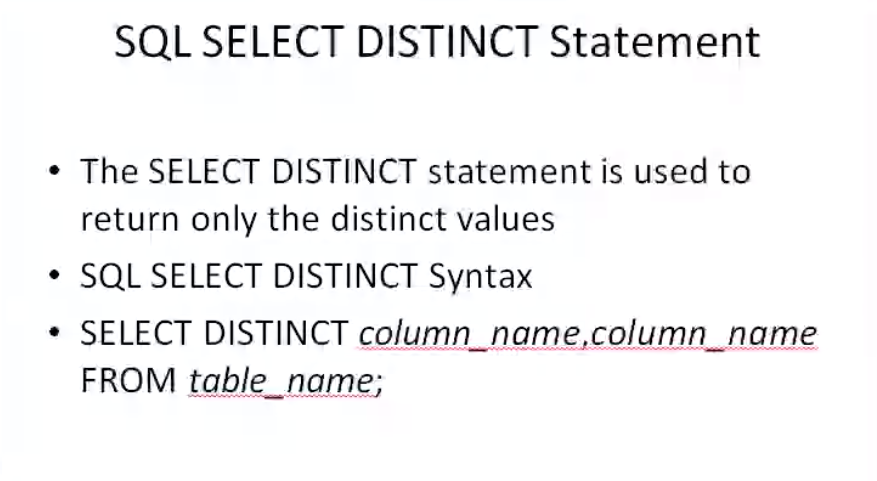 SQL SELECT DISTINCT Statement
• The SELECT DISTINCT statement is used to
return only the distinct values
• SQL SELECT DISTINCT Syntax
• SELECT DISTINCT column_name,column_name
FROM table_name;